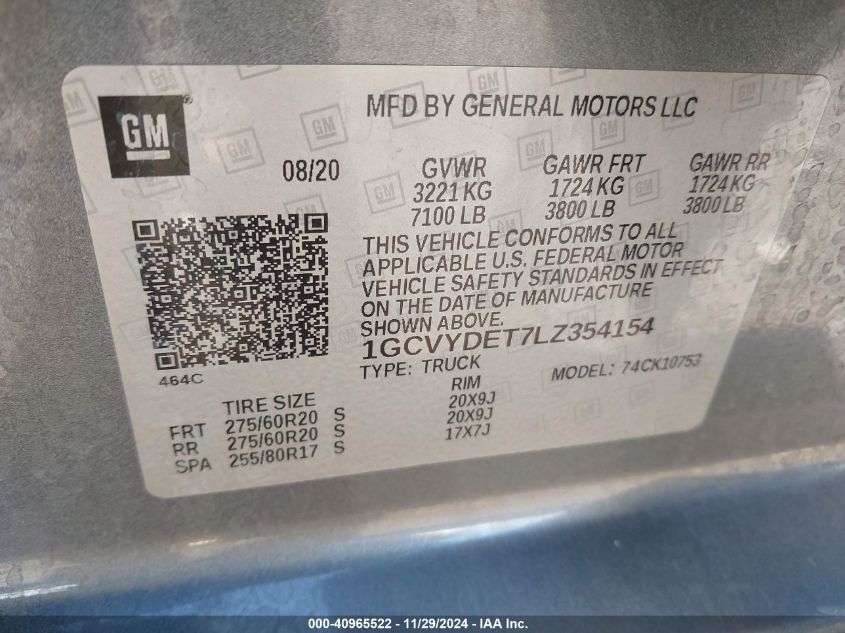 GM ®
MFD BY GENERAL MOTORS LLC
08/20
GVWR GAWR FRT GAWR RR
3221 KG 1724 KG 1724 KG
7100 LB 3800 LB 3800 LB
THIS VEHICLE CONFORMS TO ALL
APPLICABLE U.S. FEDERAL MOTOR
VEHICLE SAFETY STANDARDS IN EFFECT
ON THE DATE OF MANUFACTURE
SHOWN ABOVE.
1GCVYDET7LZ354154
TYPE: TRUCK MODEL: 74CK10753
464C
TIRE SIZE RIM
FRT 275/60R20 S 20X9J
RR 275/60R20 S 20X9J
SPA 255/80R17 S 17X7J
000-40965522 - 11/29/2024 - IAA Inc.